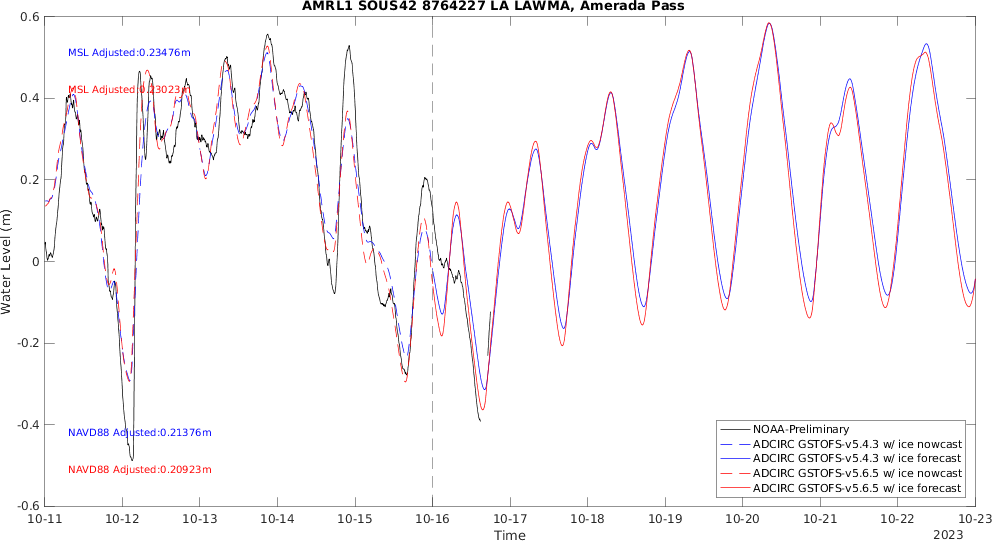 AMRL1 SOUS42 8764227 LA LAWMA, Amerada Pass
0.6
MSL Adjusted:0.23476m
MSL Adjusted:0.23023m
0.4
0.2
0
-0.2
-0.4
-0.6
Water Level (m)
NAVD88 Adjusted:0.21376m
NAVD88 Adjusted:0.20923m
NOAA-Preliminary
ADCIRC GSTOFS-v5.4.3 w/ ice nowcast
ADCIRC GSTOFS-v5.4.3 w/ ice forecast
ADCIRC GSTOFS-v5.6.5 w/ ice nowcast
ADCIRC GSTOFS-v5.6.5 w/ ice forecast
10-11 10-12 10-13 10-14 10-15 10-16 10-17 10-18 10-19 10-20 10-21 10-22 10-23
Time
2023